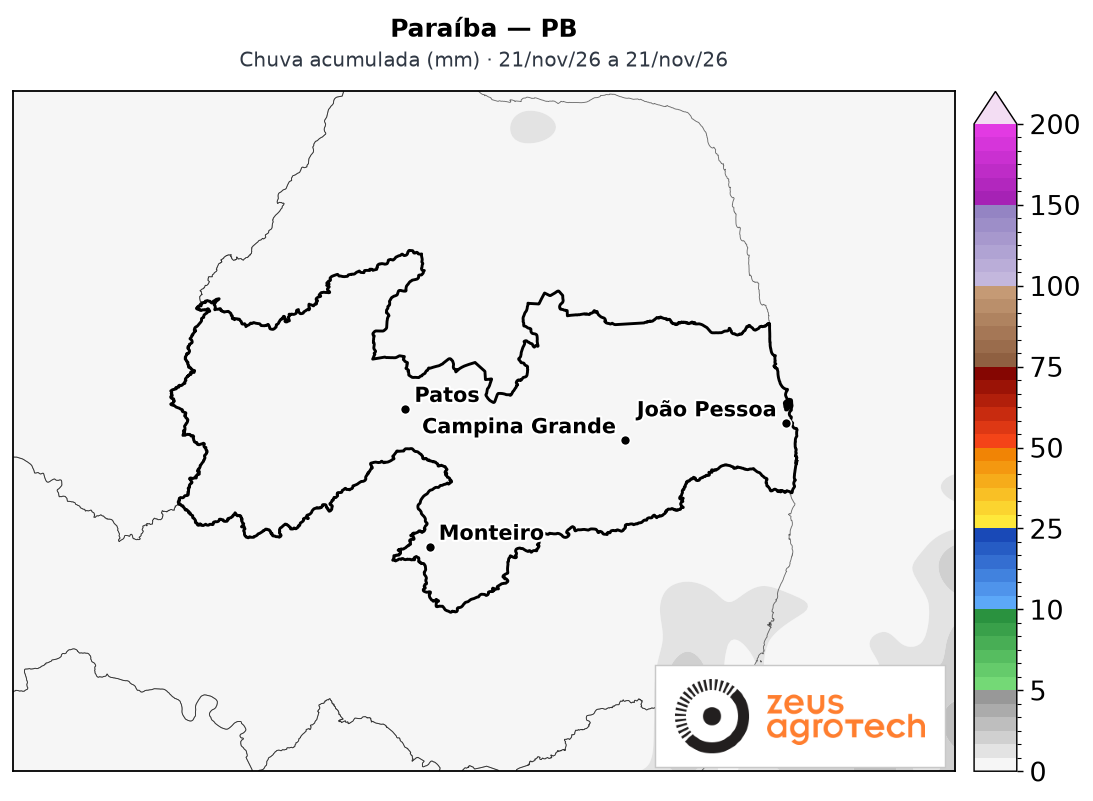 Paraíba — PB
Chuva acumulada (mm) · 21/nov/26 a 21/nov/26
200
150
100
75
50
25
10
5
0
Patos
João Pessoa
Campina Grande
Monteiro
zeus
agrotech